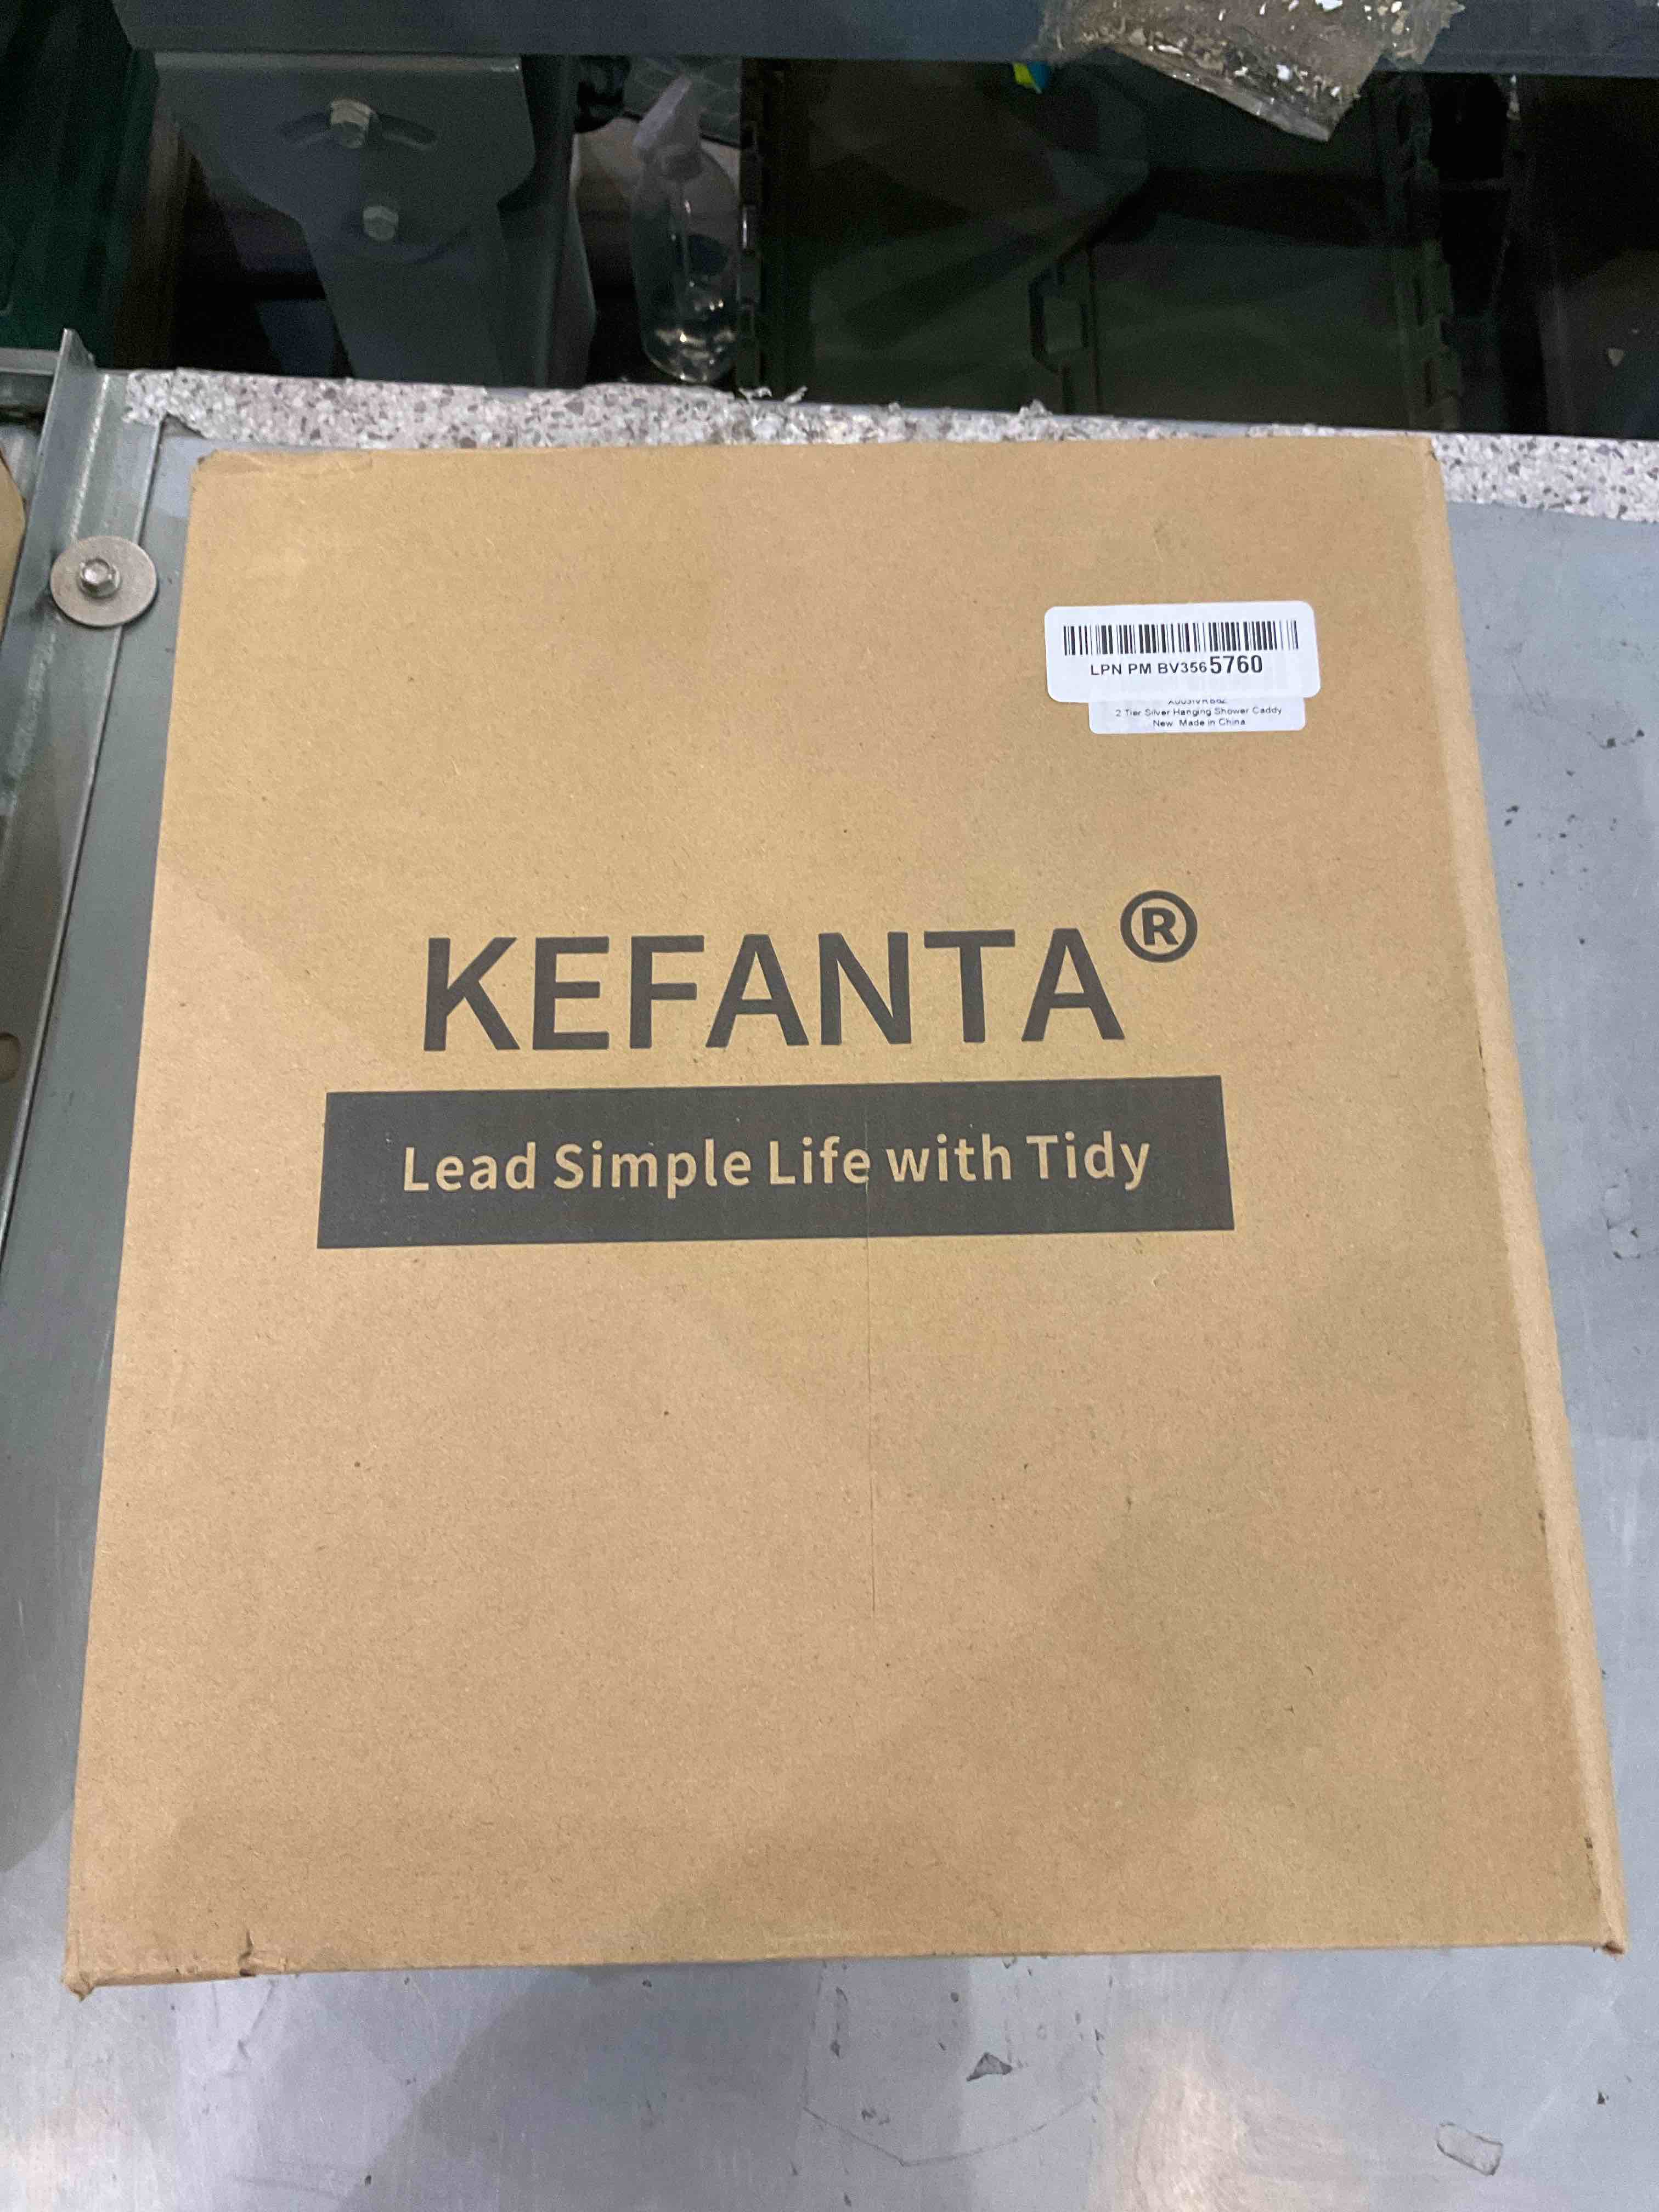 LPN PM BV3565760
2 Tier Silver Hanging Shower Caddy
New Made in China
KEFANTA®
Lead Simple Life with Tidy